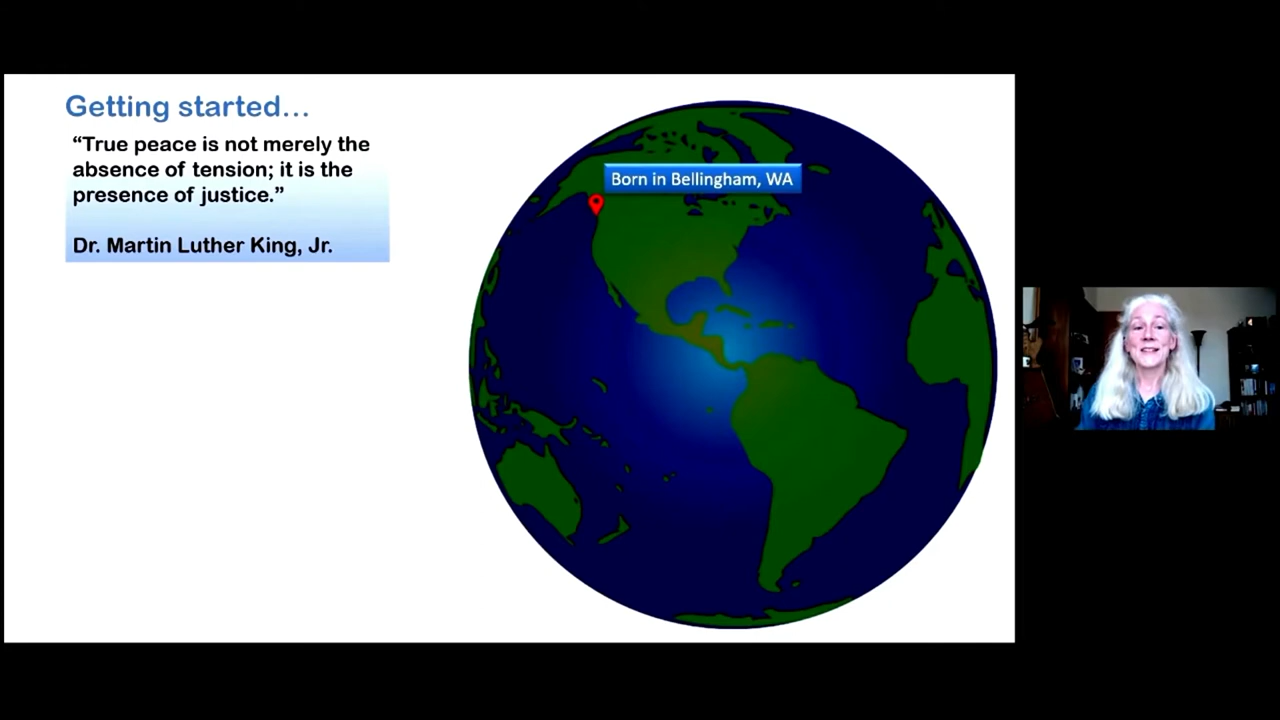 Getting started…
“True peace is not merely the
absence of tension; it is the
presence of justice.”
Dr. Martin Luther King, Jr.
Born in Bellingham, WA